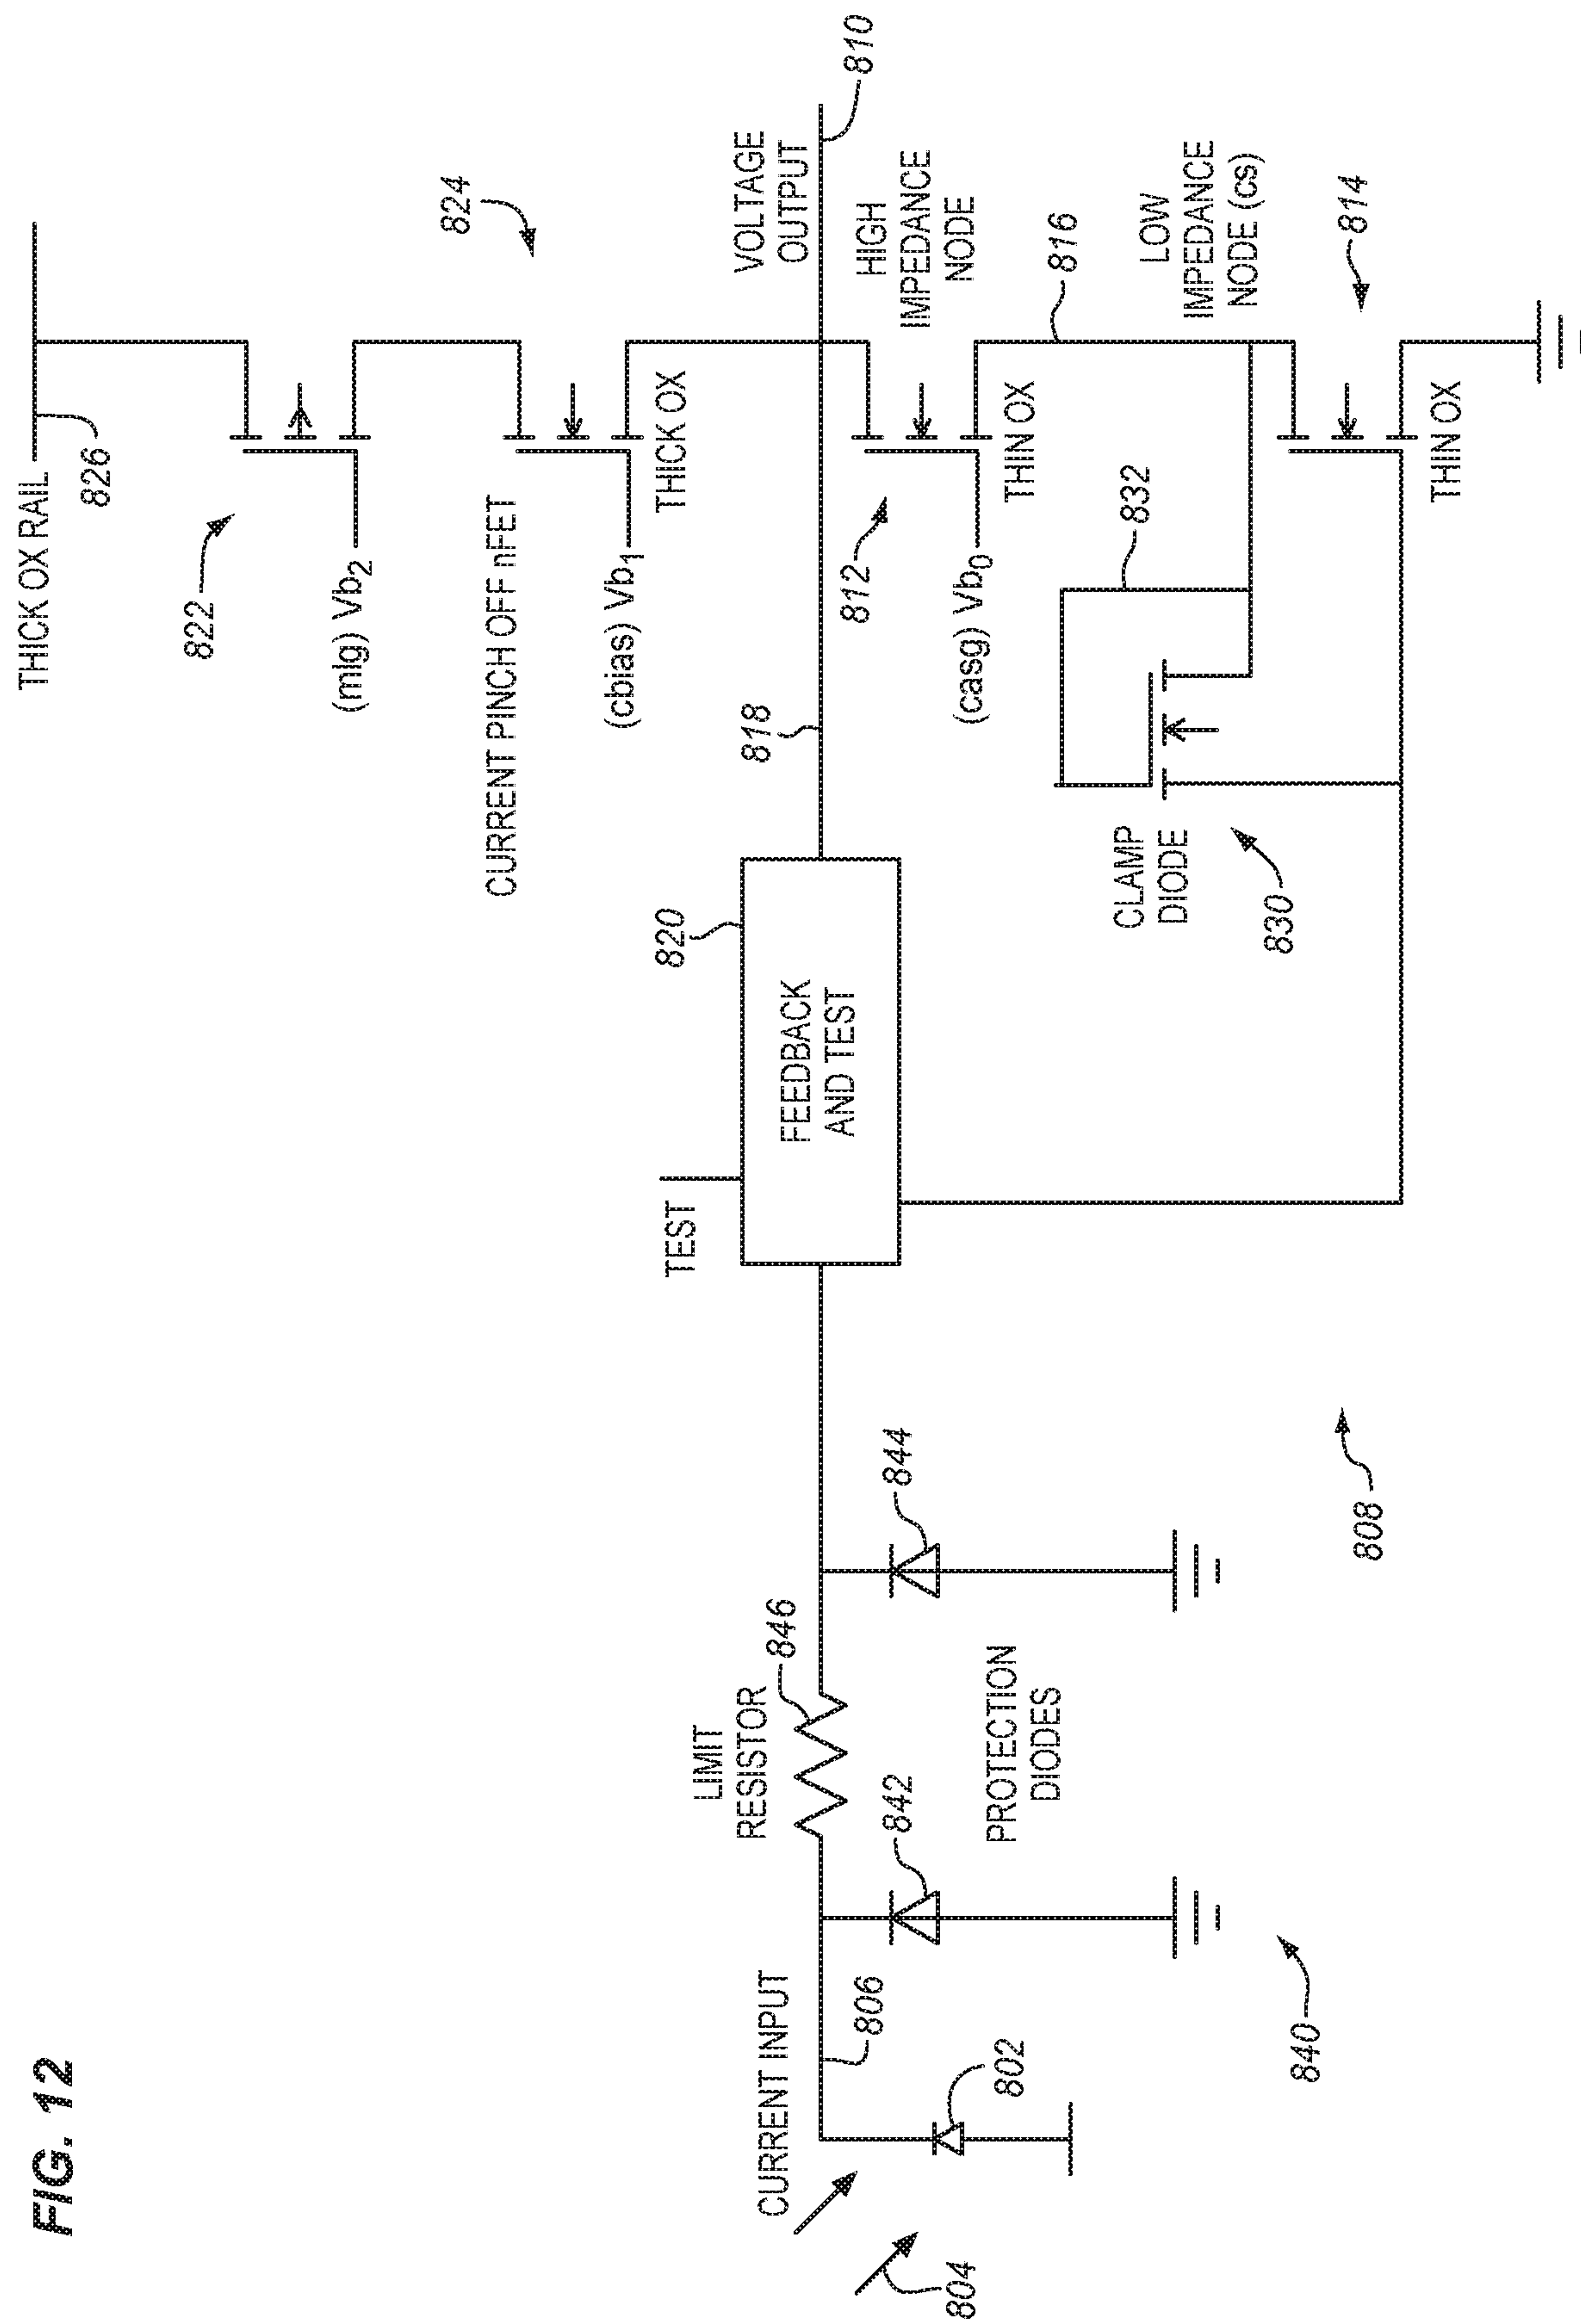 FIG. 12
THICK OX RAIL
826
822
(mlg) Vb2
824
CURRENT PINCH OFF nFET
(cbias) Vb1
THICK OX
VOLTAGE
OUTPUT
810
818
HIGH
IMPEDANCE
NODE
812
(casg) Vb0
THIN OX
816
LOW
IMPEDANCE
NODE (cs)
814
THIN OX
832
CLAMP
DIODE
830
820
FEEDBACK
AND TEST
TEST
808
844
LIMIT
RESISTOR
846
842
PROTECTION
DIODES
840
CURRENT INPUT
806
802
804